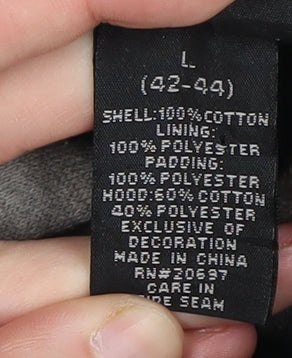 L
(42-44)
SHELL:100%COTTON
LINING:
100% POLYESTER
PADDING:
100% POLYESTER
HOOD:60% COTTON
40% POLYESTER
EXCLUSIVE OF
DECORATION
MADE IN CHINA
RN#20697
CARE IN
SIDE SEAM